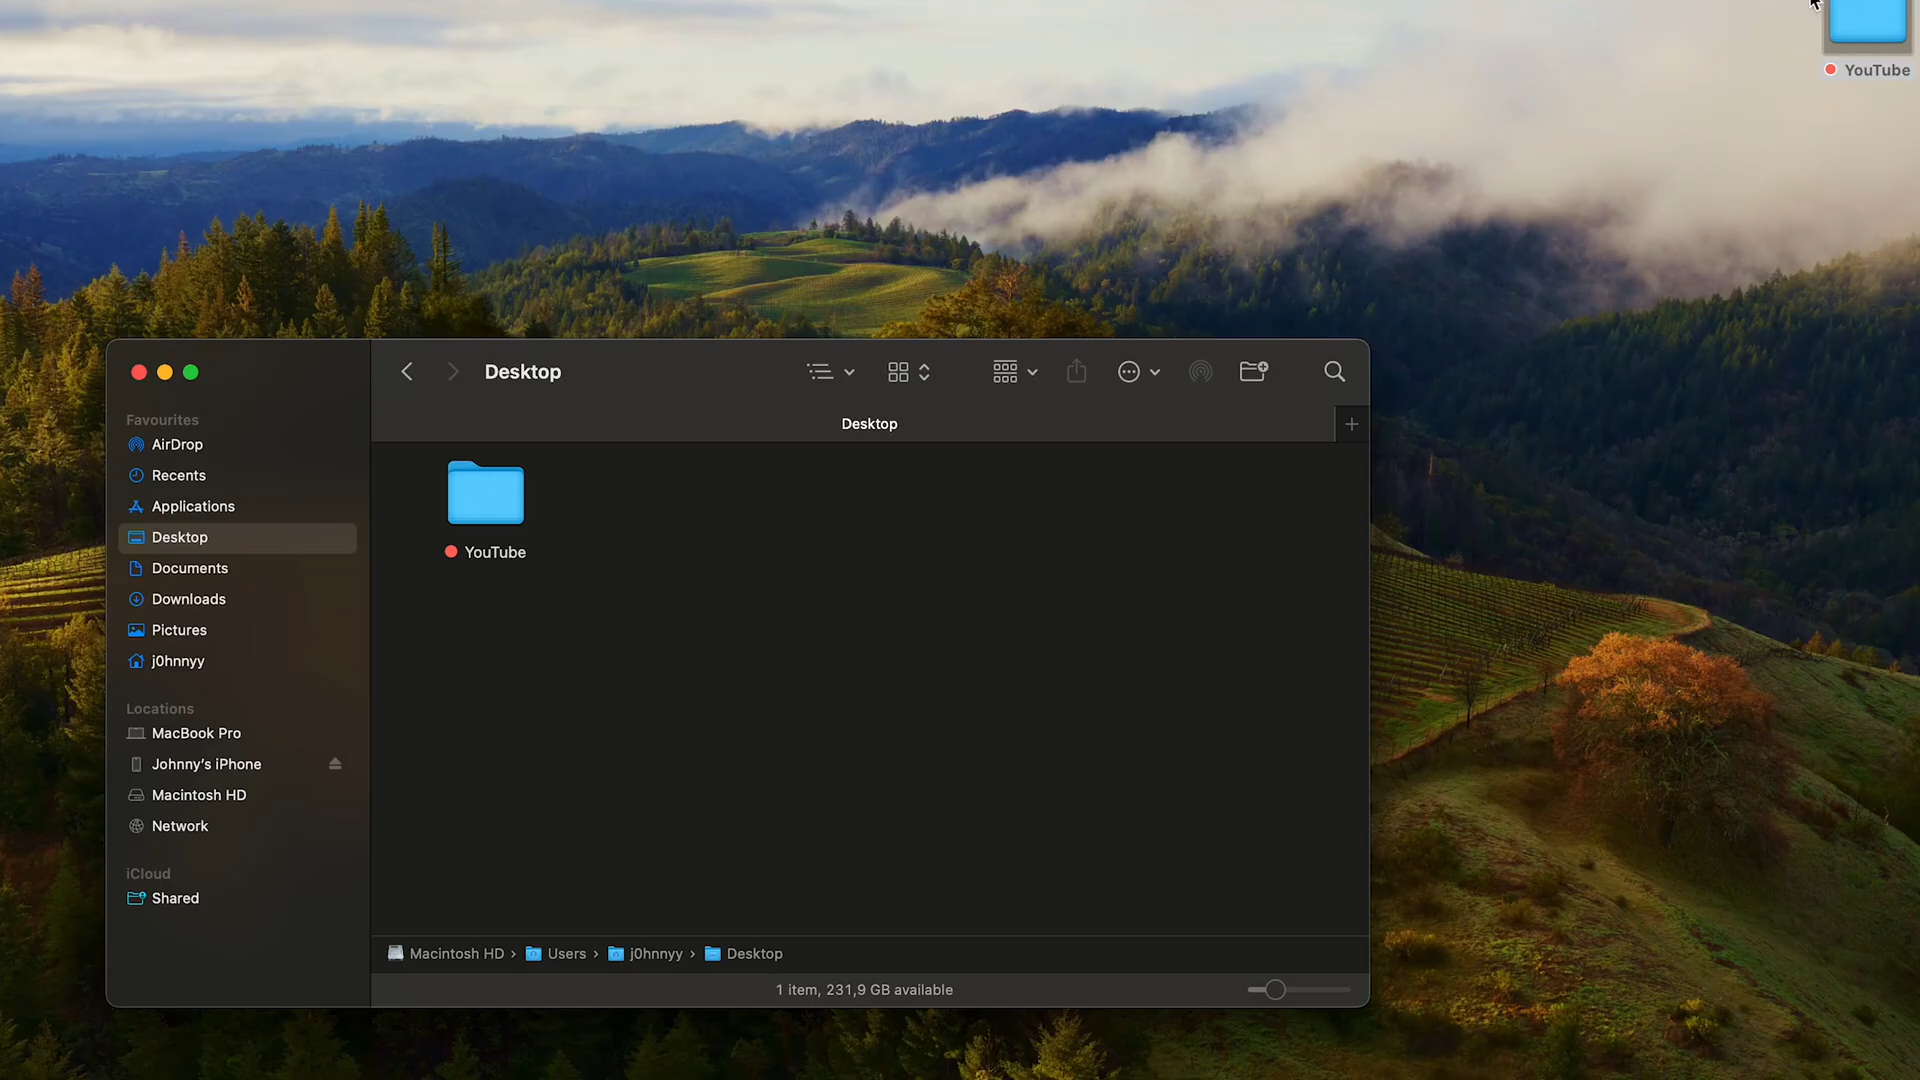 YouTube
Desktop
Desktop
Favourites
AirDrop
Recents
Applications
Desktop
Documents
Downloads
Pictures
j0hnnyy
Locations
MacBook Pro
Johnny's iPhone
Macintosh HD
Network
iCloud
Shared
YouTube
Macintosh HD › Users › j0hnnyy › Desktop
1 item, 231,9 GB available